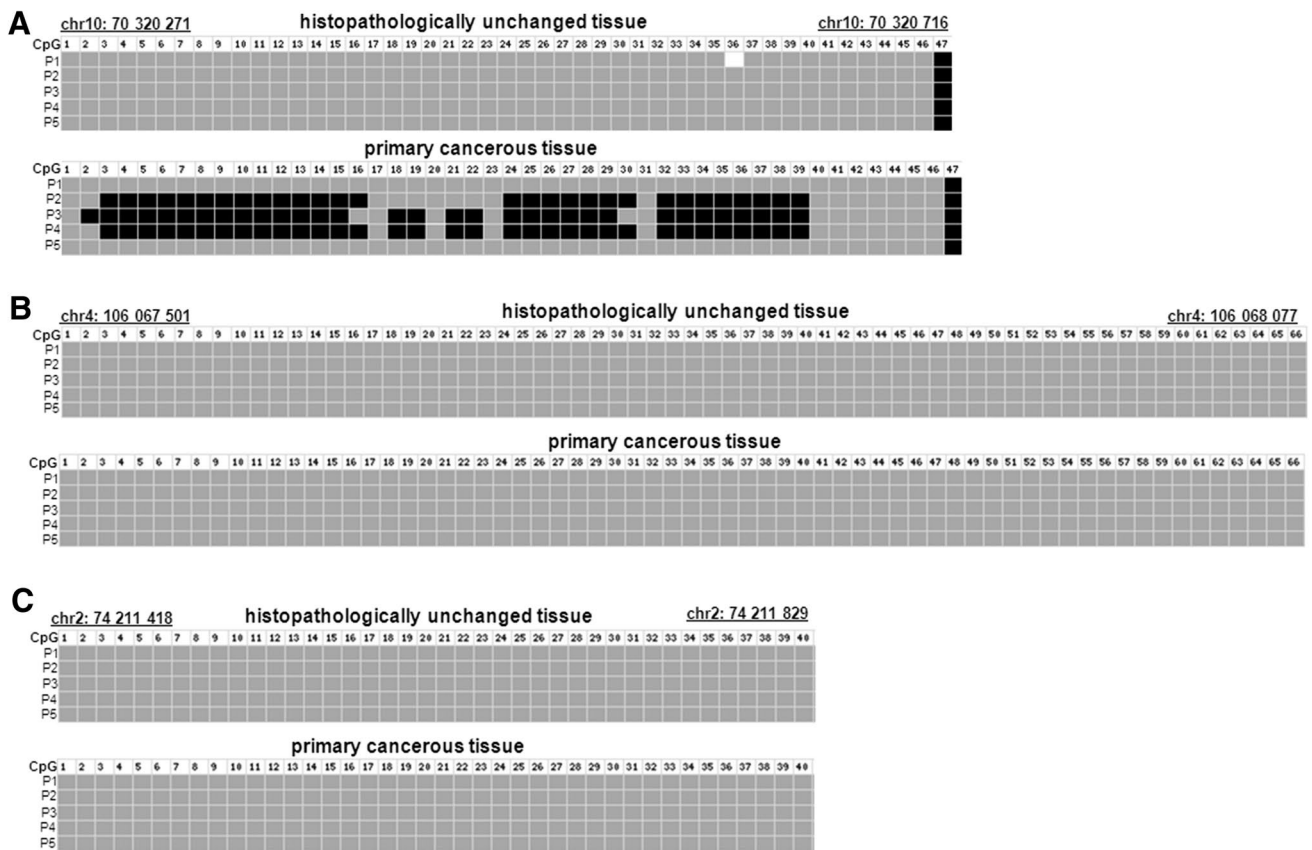 A
chr10: 70 320 271
histopathologically unchanged tissue
chr10: 70 320 716
CpG 1 2 3 4 5 6 7 8 9 10 11 12 13 14 15 16 17 18 19 20 21 22 23 24 25 26 27 28 29 30 31 32 33 34 35 36 37 38 39 40 41 42 43 44 45 46 47
P1
P2
P3
P4
P5
primary cancerous tissue
CpG 1 2 3 4 5 6 7 8 9 10 11 12 13 14 15 16 17 18 19 20 21 22 23 24 25 26 27 28 29 30 31 32 33 34 35 36 37 38 39 40 41 42 43 44 45 46 47
P1
P2
P3
P4
P5
B
chr4: 106 067 501
histopathologically unchanged tissue
chr4: 106 068 077
CpG 1 2 3 4 5 6 7 8 9 10 11 12 13 14 15 16 17 18 19 20 21 22 23 24 25 26 27 28 29 30 31 32 33 34 35 36 37 38 39 40 41 42 43 44 45 46 47 48 49 50 51 52 53 54 55 56 57 58 59 60 61 62 63 64 65 66
P1
P2
P3
P4
P5
primary cancerous tissue
CpG 1 2 3 4 5 6 7 8 9 10 11 12 13 14 15 16 17 18 19 20 21 22 23 24 25 26 27 28 29 30 31 32 33 34 35 36 37 38 39 40 41 42 43 44 45 46 47 48 49 50 51 52 53 54 55 56 57 58 59 60 61 62 63 64 65 66
P1
P2
P3
P4
P5
C
chr2: 74 211 418
histopathologically unchanged tissue
chr2: 74 211 829
CpG 1 2 3 4 5 6 7 8 9 10 11 12 13 14 15 16 17 18 19 20 21 22 23 24 25 26 27 28 29 30 31 32 33 34 35 36 37 38 39 40
P1
P2
P3
P4
P5
primary cancerous tissue
CpG 1 2 3 4 5 6 7 8 9 10 11 12 13 14 15 16 17 18 19 20 21 22 23 24 25 26 27 28 29 30 31 32 33 34 35 36 37 38 39 40
P1
P2
P3
P4
P5